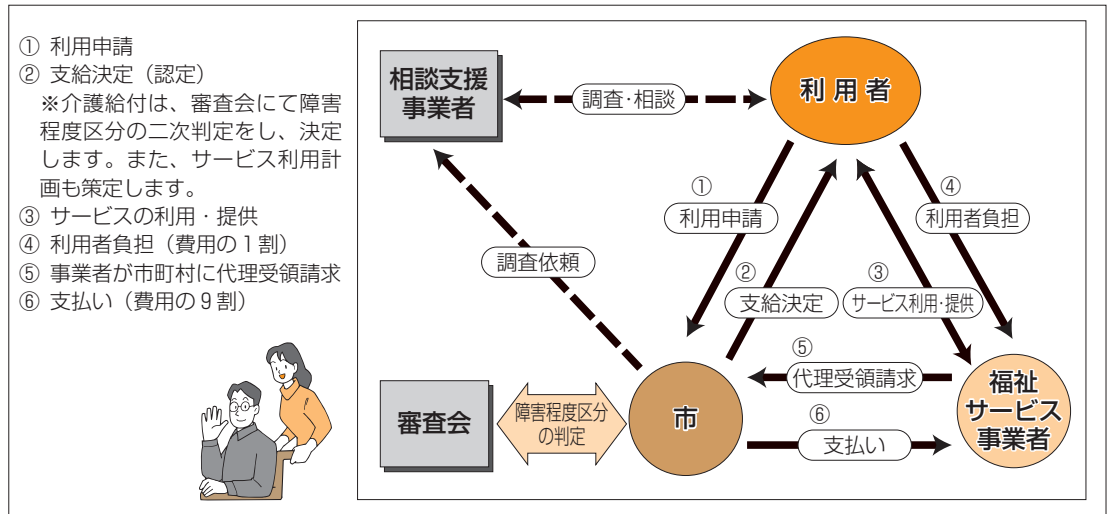 ① 利用申請
② 支給決定（認定）
※介護給付は、審査会にて障害
程度区分の二次判定をし、決定
します。また、サービス利用計
画も策定します。
③ サービスの利用・提供
④ 利用者負担（費用の１割）
⑤ 事業者が市町村に代理受領請求
⑥ 支払い（費用の９割）
相談支援
事業者
調査・相談
利用者
①
利用申請
④
利用者負担
調査依頼
②
支給決定
③
サービス利用・提供
⑤
代理受領請求
審査会
障害程度区分
の判定
市
⑥
支払い
福祉
サービス
事業者